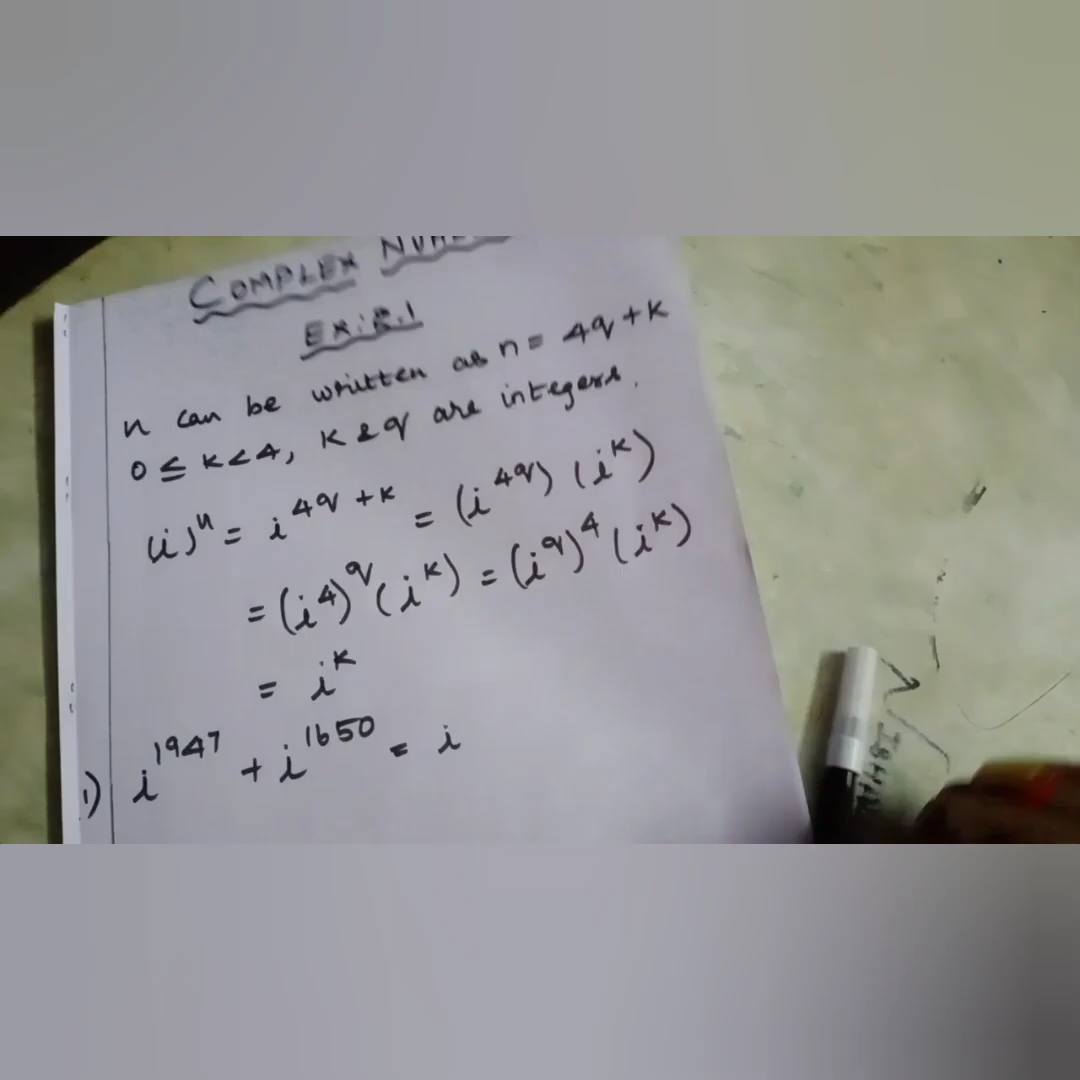 COMPLEX
Ex: 2.1
n can be written as n = 4q + k
0 ≤ k < 4, k & q are integers.
(i)ⁿ = i^(4q + k) = (i^(4q)) (i^k)
= (i^4)^q (i^k) = (i^q)^4 (i^k)
= i^k
1) i^1947 + i^1650 = i